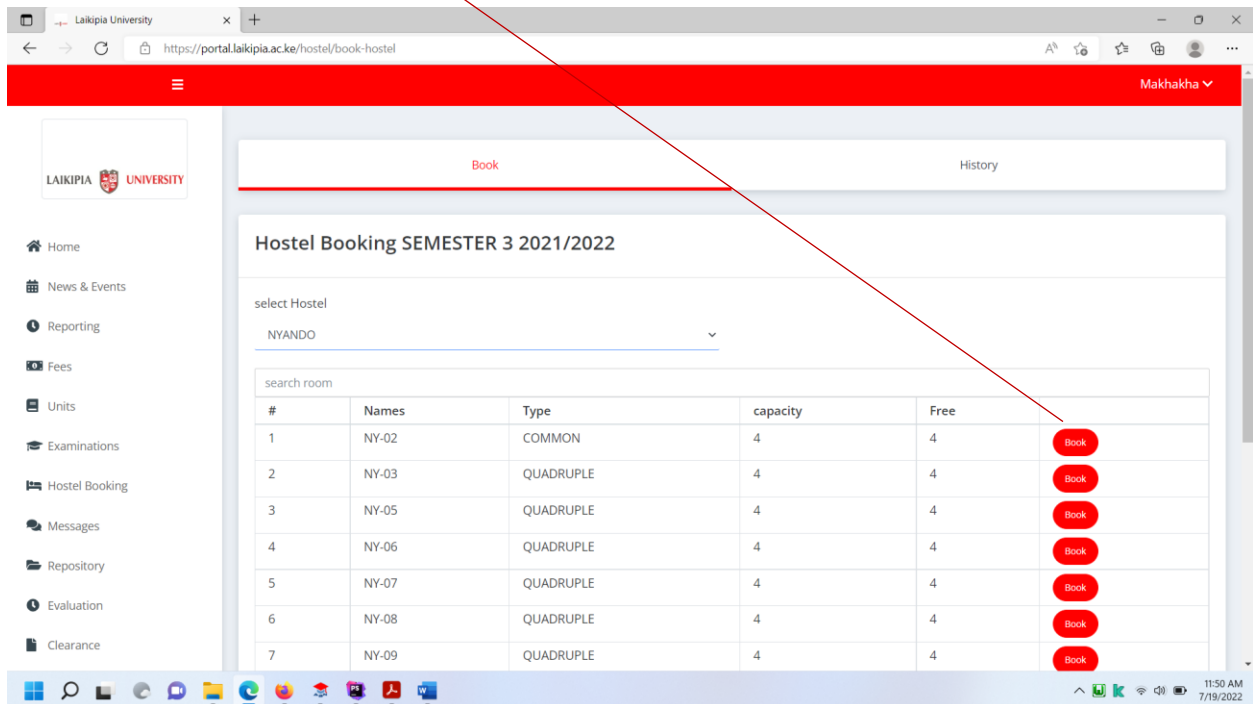 Laikipia University
https://portal.laikipia.ac.ke/hostel/book-hostel
Makhakha
LAIKIPIA UNIVERSITY
Book
History
Home
News & Events
Reporting
Fees
Units
Examinations
Hostel Booking
Messages
Repository
Evaluation
Clearance
Hostel Booking SEMESTER 3 2021/2022
select Hostel
NYANDO
search room
# Names Type capacity Free
1 NY-02 COMMON 4 4 Book
2 NY-03 QUADRUPLE 4 4 Book
3 NY-05 QUADRUPLE 4 4 Book
4 NY-06 QUADRUPLE 4 4 Book
5 NY-07 QUADRUPLE 4 4 Book
6 NY-08 QUADRUPLE 4 4 Book
7 NY-09 QUADRUPLE 4 4 Book
11:50 AM
7/19/2022